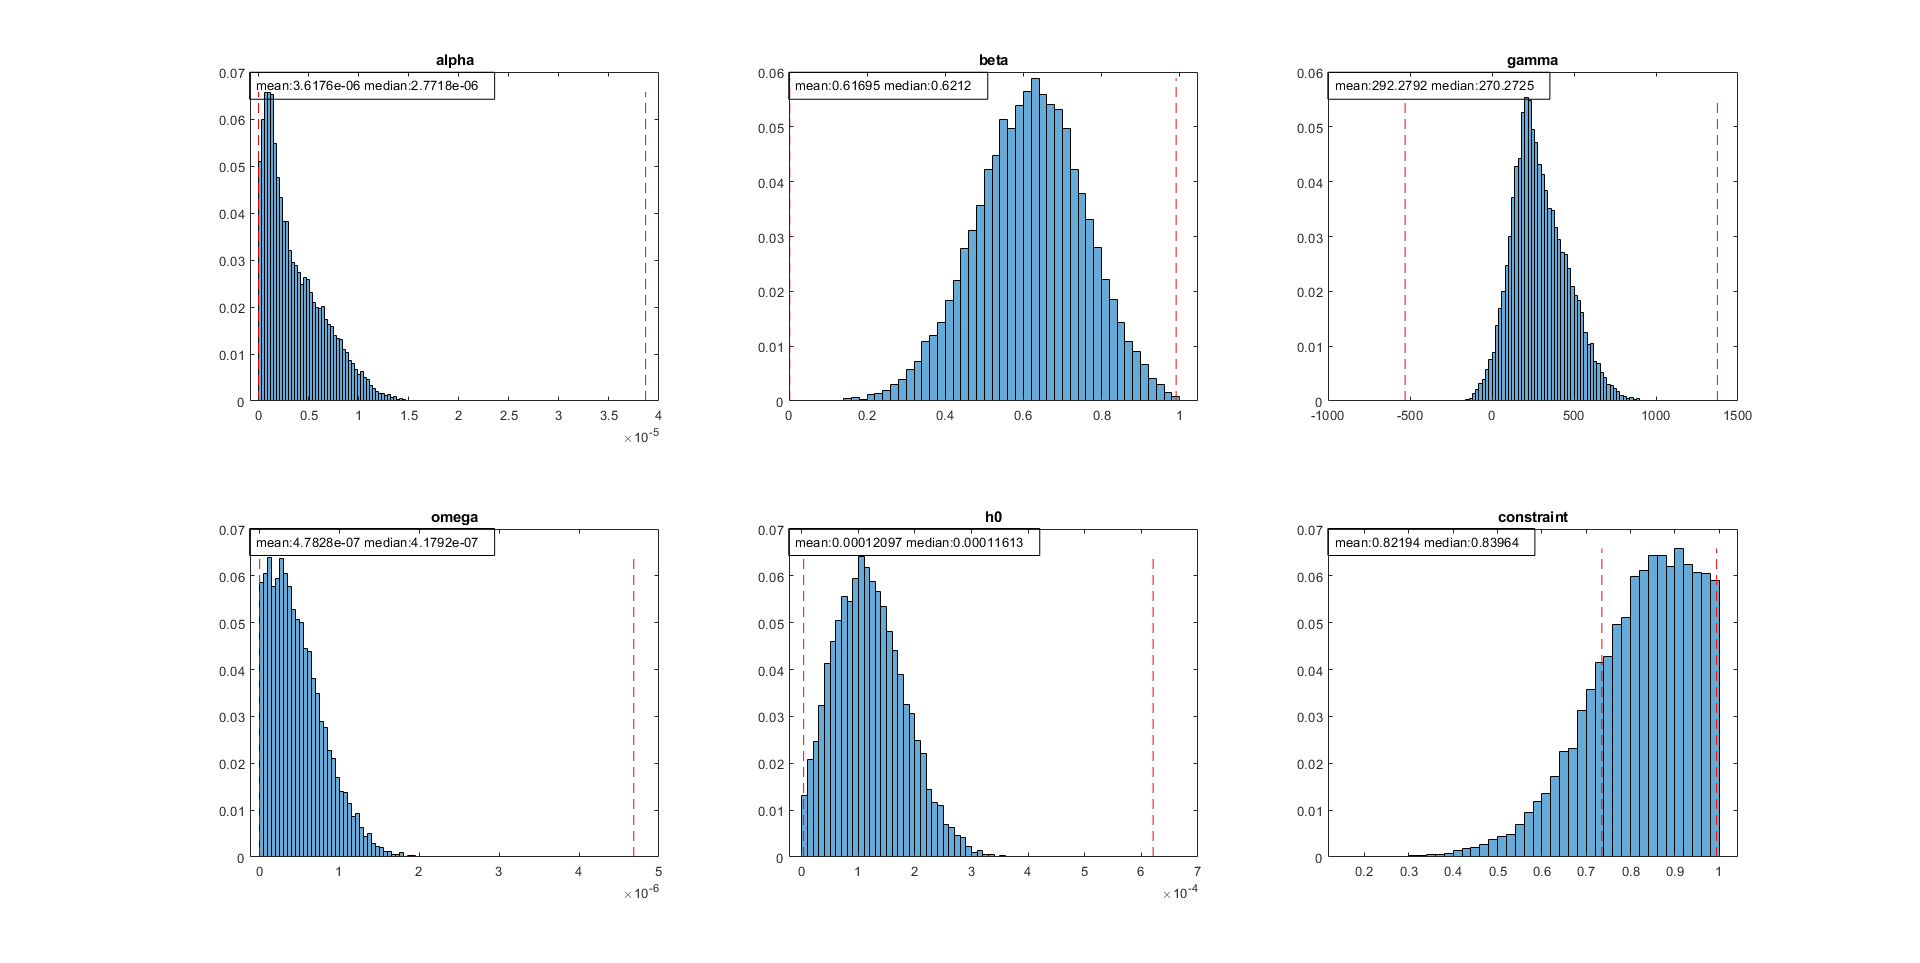 alpha
mean:3.6176e-06 median:2.7718e-06
0.07
0.06
0.05
0.04
0.03
0.02
0.01
0
0 0.5 1 1.5 2 2.5 3 3.5 4
×10-5
beta
mean:0.61695 median:0.6212
0.06
0.05
0.04
0.03
0.02
0.01
0
0 0.2 0.4 0.6 0.8 1
gamma
mean:292.2792 median:270.2725
0.06
0.05
0.04
0.03
0.02
0.01
0
-1000 -500 0 500 1000 1500
omega
mean:4.7828e-07 median:4.1792e-07
0.07
0.06
0.05
0.04
0.03
0.02
0.01
0
0 1 2 3 4 5
×10-6
h0
mean:0.00012097 median:0.00011613
0.07
0.06
0.05
0.04
0.03
0.02
0.01
0
0 1 2 3 4 5 6 7
×10-4
constraint
mean:0.82194 median:0.83964
0.07
0.06
0.05
0.04
0.03
0.02
0.01
0
0.2 0.3 0.4 0.5 0.6 0.7 0.8 0.9 1